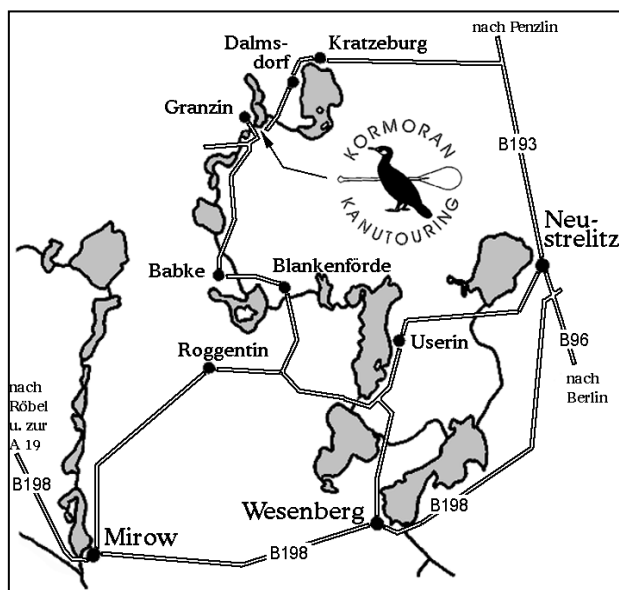 nach Penzlin
Dalms-
dorf
Kratzeburg
Granzin
KORMORAN
KANUTOURING
B193
Neu-
strelitz
Babke
Blankenförde
B96
Userin
Roggentin
nach
Berlin
nach
Röbel
u. zur
A 19
B198
Wesenberg
B198
Mirow
B198